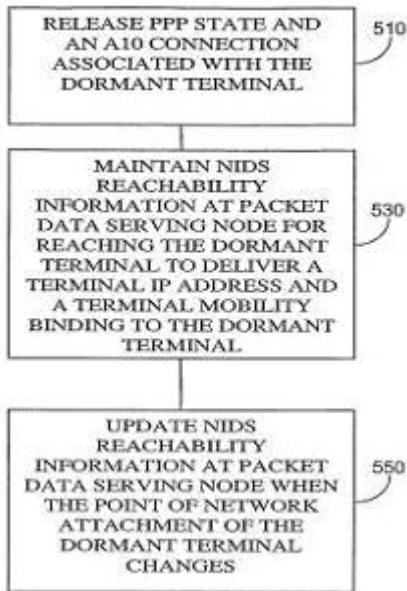 RELEASE PPP STATE AND
AN A10 CONNECTION
ASSOCIATED WITH THE
DORMANT TERMINAL
510
MAINTAIN NIDS
REACHABILITY
INFORMATION AT PACKET
DATA SERVING NODE FOR
REACHING THE DORMANT
TERMINAL TO DELIVER A
TERMINAL IP ADDRESS AND
A TERMINAL MOBILITY
BINDING TO THE DORMANT
TERMINAL
530
UPDATE NIDS
REACHABILITY
INFORMATION AT PACKET
DATA SERVING NODE WHEN
THE POINT OF NETWORK
ATTACHMENT OF THE
DORMANT TERMINAL
CHANGES
550